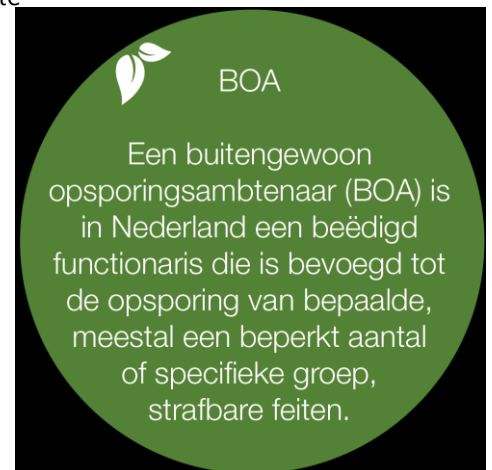 BOA
Een buitengewoon
opsporingsambtenaar (BOA) is
in Nederland een beëdigd
functionaris die is bevoegd tot
de opsporing van bepaalde,
meestal een beperkt aantal
of specifieke groep,
strafbare feiten.